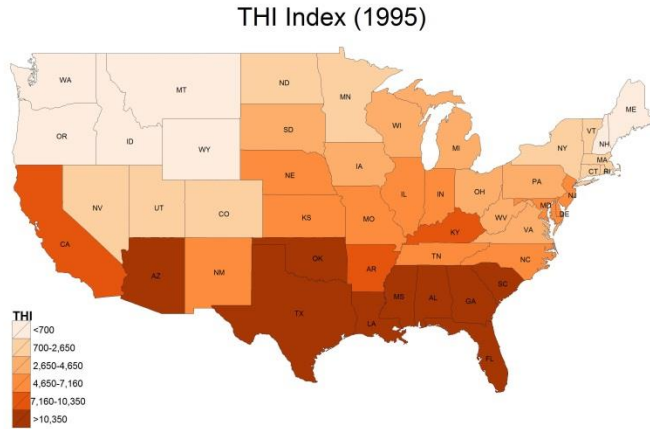 THI Index (1995)
WA
MT
ND
MN
ME
OR
ID
WY
SD
WI
MI
NY
VT
NH
MA
CT
RI
NV
UT
CO
NE
IA
IL
IN
OH
PA
NJ
CA
KS
MO
KY
WV
VA
MD
DE
AZ
NM
OK
AR
TN
NC
TX
LA
MS
AL
GA
SC
FL
THI
<700
700-2,650
2,650-4,650
4,650-7,160
7,160-10,350
>10,350